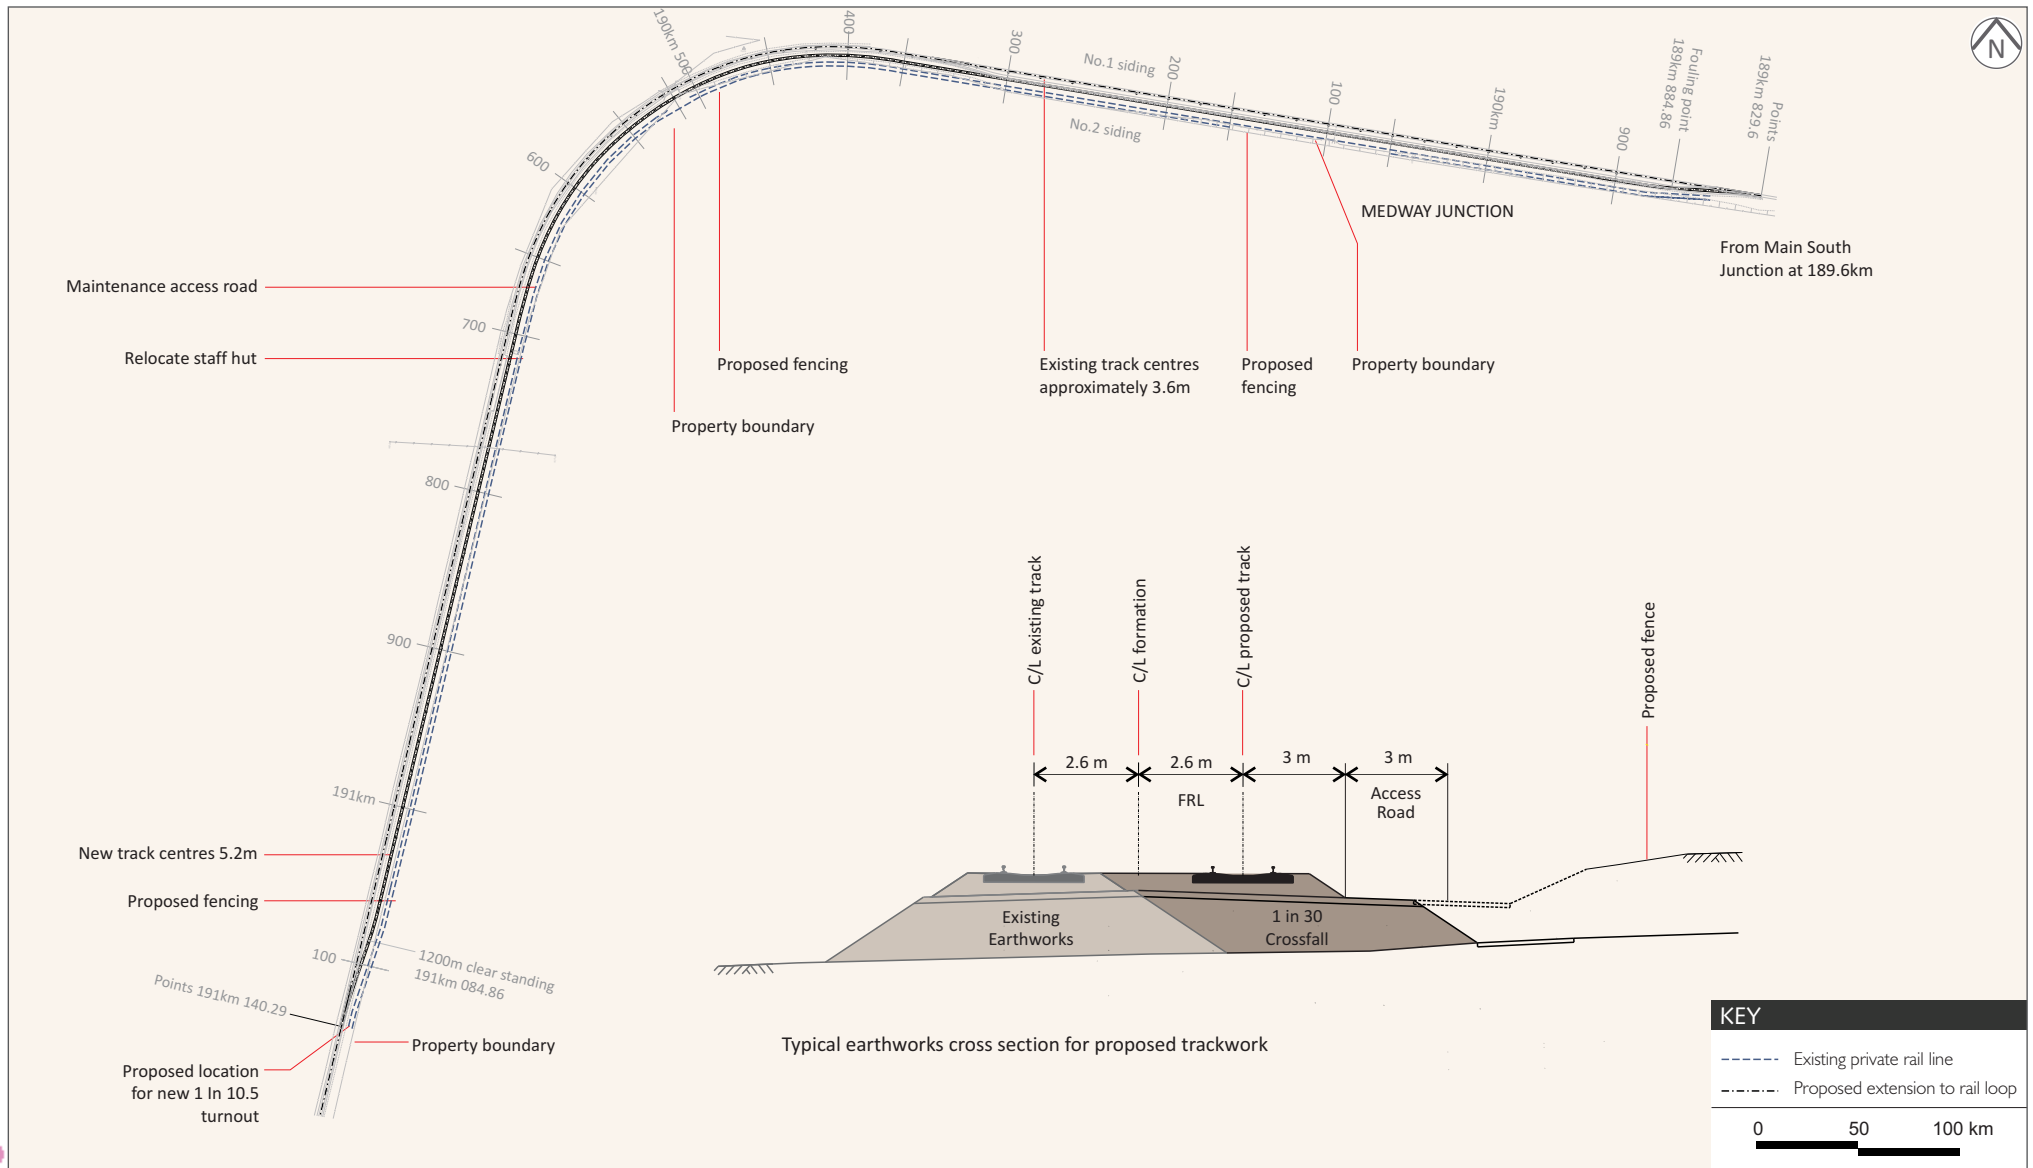 N
190km 500
400
300
No.1 siding
200
100
190km
900
Fouling point
189km 884.86
Points
189km 829.6
No.2 siding
600
MEDWAY JUNCTION
From Main South
Junction at 189.6km
Maintenance access road
700
Relocate staff hut
Proposed fencing
Existing track centres
approximately 3.6m
Proposed
fencing
Property boundary
Property boundary
800
900
191km
New track centres 5.2m
Proposed fencing
100
1200m clear standing
191km 084.86
Points 191km 140.29
Property boundary
Proposed location
for new 1 In 10.5
turnout
C/L existing track
C/L formation
C/L proposed track
Proposed fence
2.6 m
2.6 m
3 m
3 m
FRL
Access
Road
Existing
Earthworks
1 in 30
Crossfall
Typical earthworks cross section for proposed trackwork
KEY
Existing private rail line
Proposed extension to rail loop
0 50 100 km